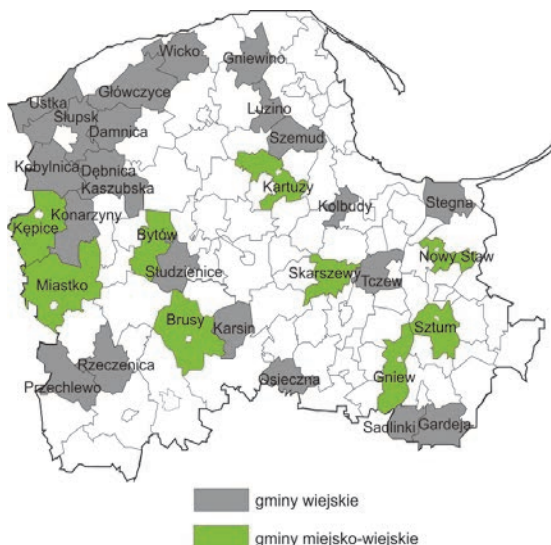 Wicko
Gniewino
Główczyce
Ustka
Luzino
Słupsk
Damnica
Szemud
Kobylnica
Dębnica
Kaszubska
Kartuzy
Stegna
Kolbudy
Konarzyny
Kępice
Bytów
Nowy Staw
Studzienice
Skarszewy
Tczew
Miastko
Brusy
Karsin
Sztum
Rzeczenica
Przechlewo
Osieczna
Gniew
Sadlinki
Gardeja
gminy wiejskie
gminy miejsko-wiejskie